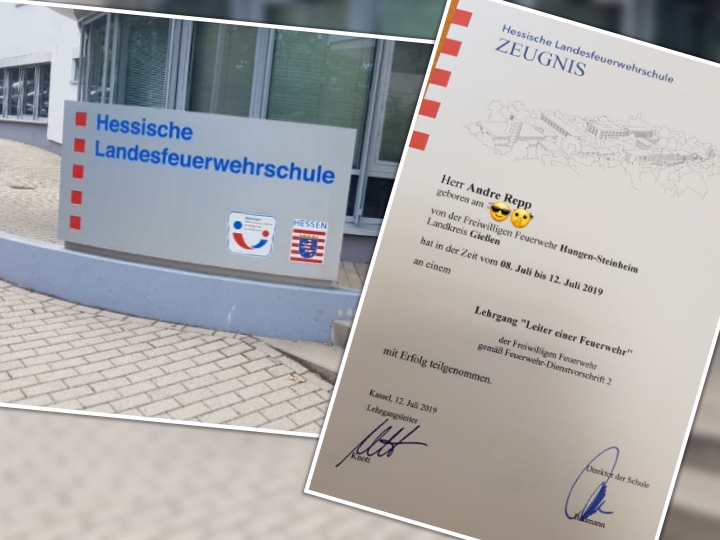 Hessische
Landesfeuerwehrschule
HESSEN
Hessische Landesfeuerwehrschule
ZEUGNIS
Herr Andre Repp
geboren am
von der Freiwilligen Feuerwehr Hungen-Steinheim
Landkreis Gießen
hat in der Zeit vom 08. Juli bis 12. Juli 2019
an einem
Lehrgang "Leiter einer Feuerwehr"
der Freiwilligen Feuerwehr
gemäß Feuerwehr-Dienstvorschrift 2
mit Erfolg teilgenommen.
Kassel, 12. Juli 2019
Lehrgangsleiter
Knott
Direktor der Schule